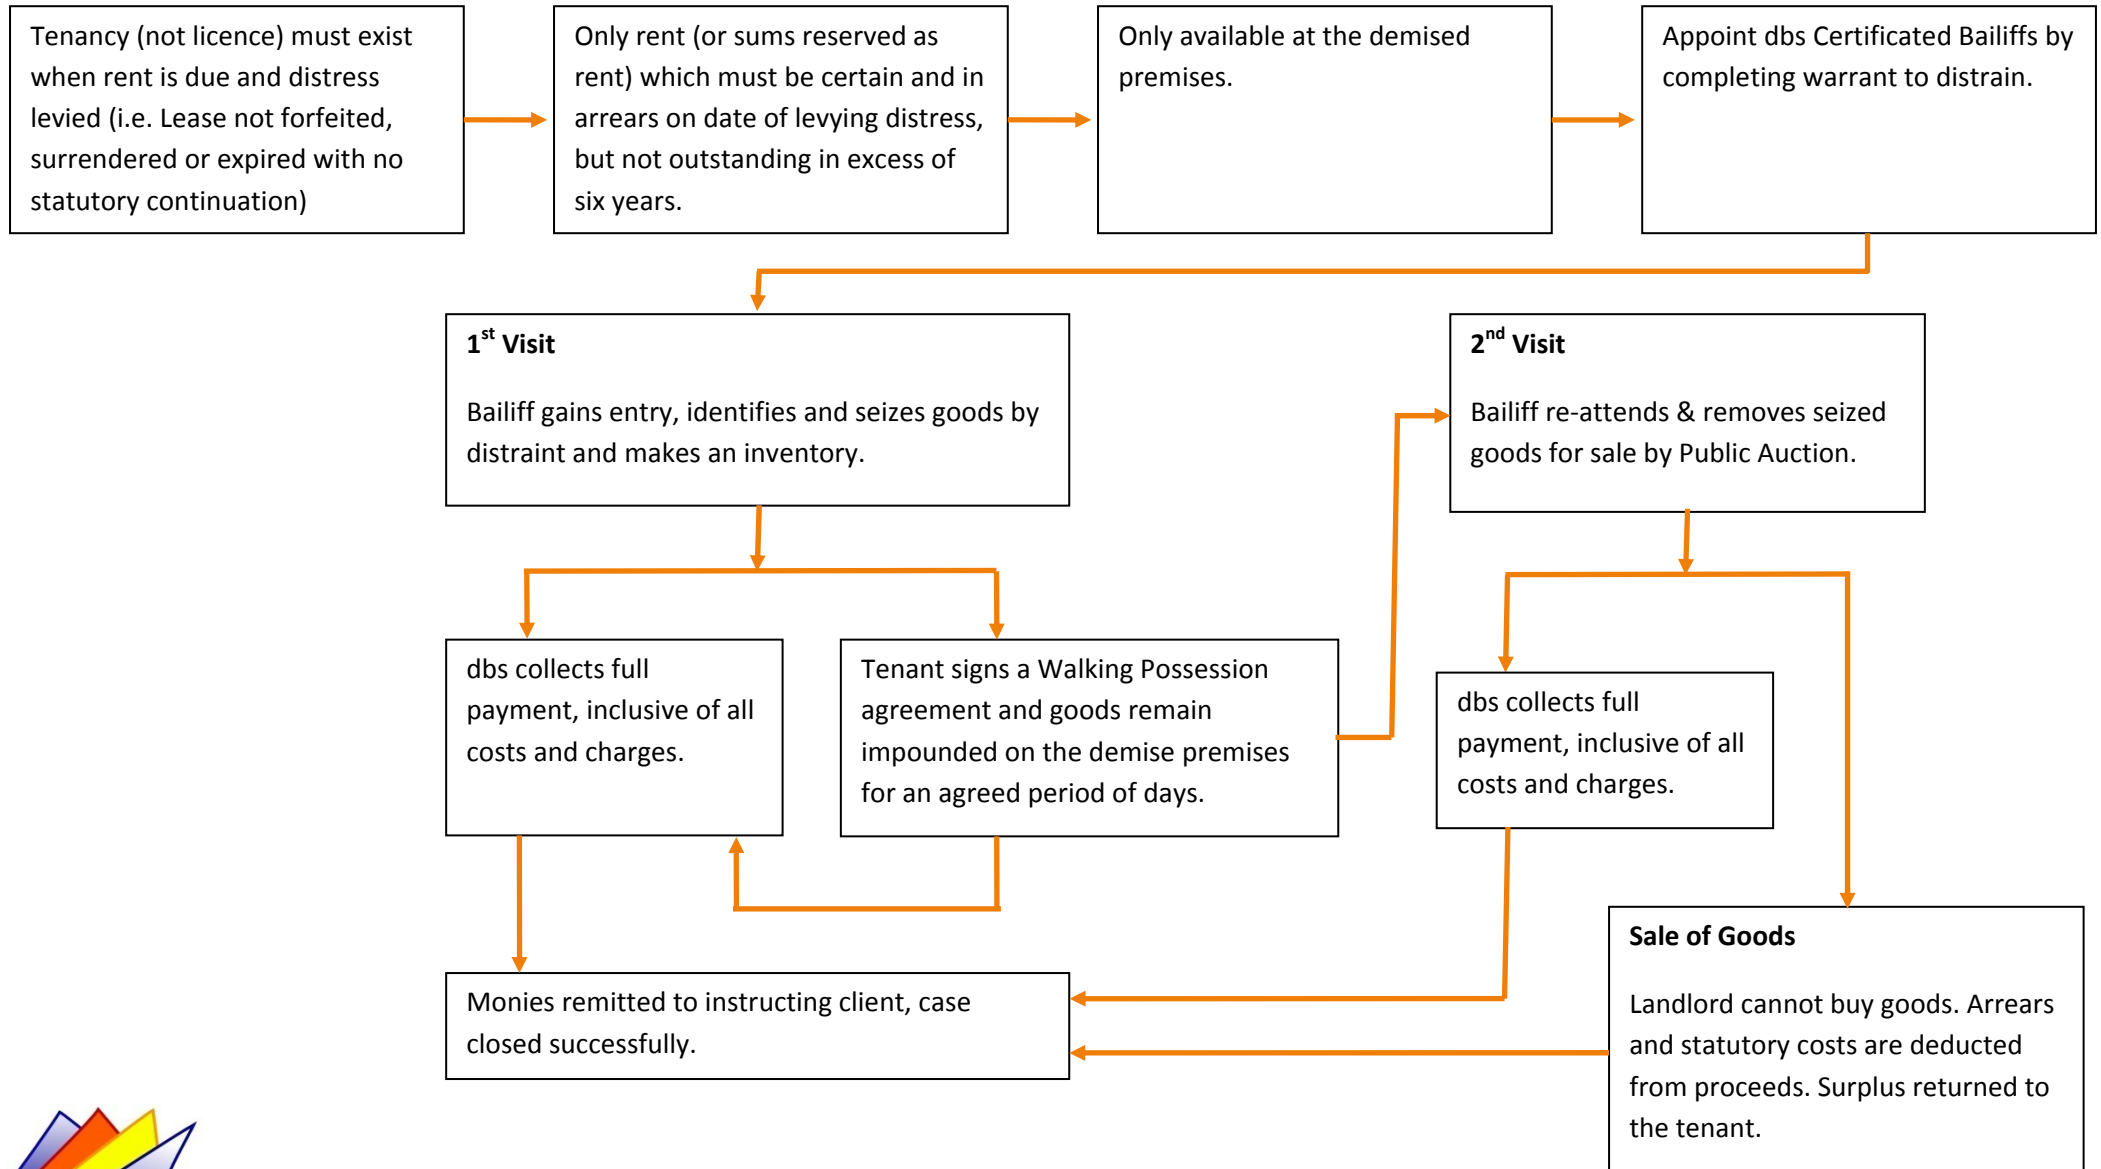 Tenancy (not licence) must exist
when rent is due and distress
levied (i.e. Lease not forfeited,
surrendered or expired with no
statutory continuation)
Only rent (or sums reserved as
rent) which must be certain and in
arrears on date of levying distress,
but not outstanding in excess of
six years.
Only available at the demised
premises.
Appoint dbs Certificated Bailiffs by
completing warrant to distrain.
1st Visit
Bailiff gains entry, identifies and seizes goods by
distraint and makes an inventory.
2nd Visit
Bailiff re-attends & removes seized
goods for sale by Public Auction.
dbs collects full
payment, inclusive of all
costs and charges.
Tenant signs a Walking Possession
agreement and goods remain
impounded on the demise premises
for an agreed period of days.
dbs collects full
payment, inclusive of all
costs and charges.
Monies remitted to instructing client, case
closed successfully.
Sale of Goods
Landlord cannot buy goods. Arrears
and statutory costs are deducted
from proceeds. Surplus returned to
the tenant.